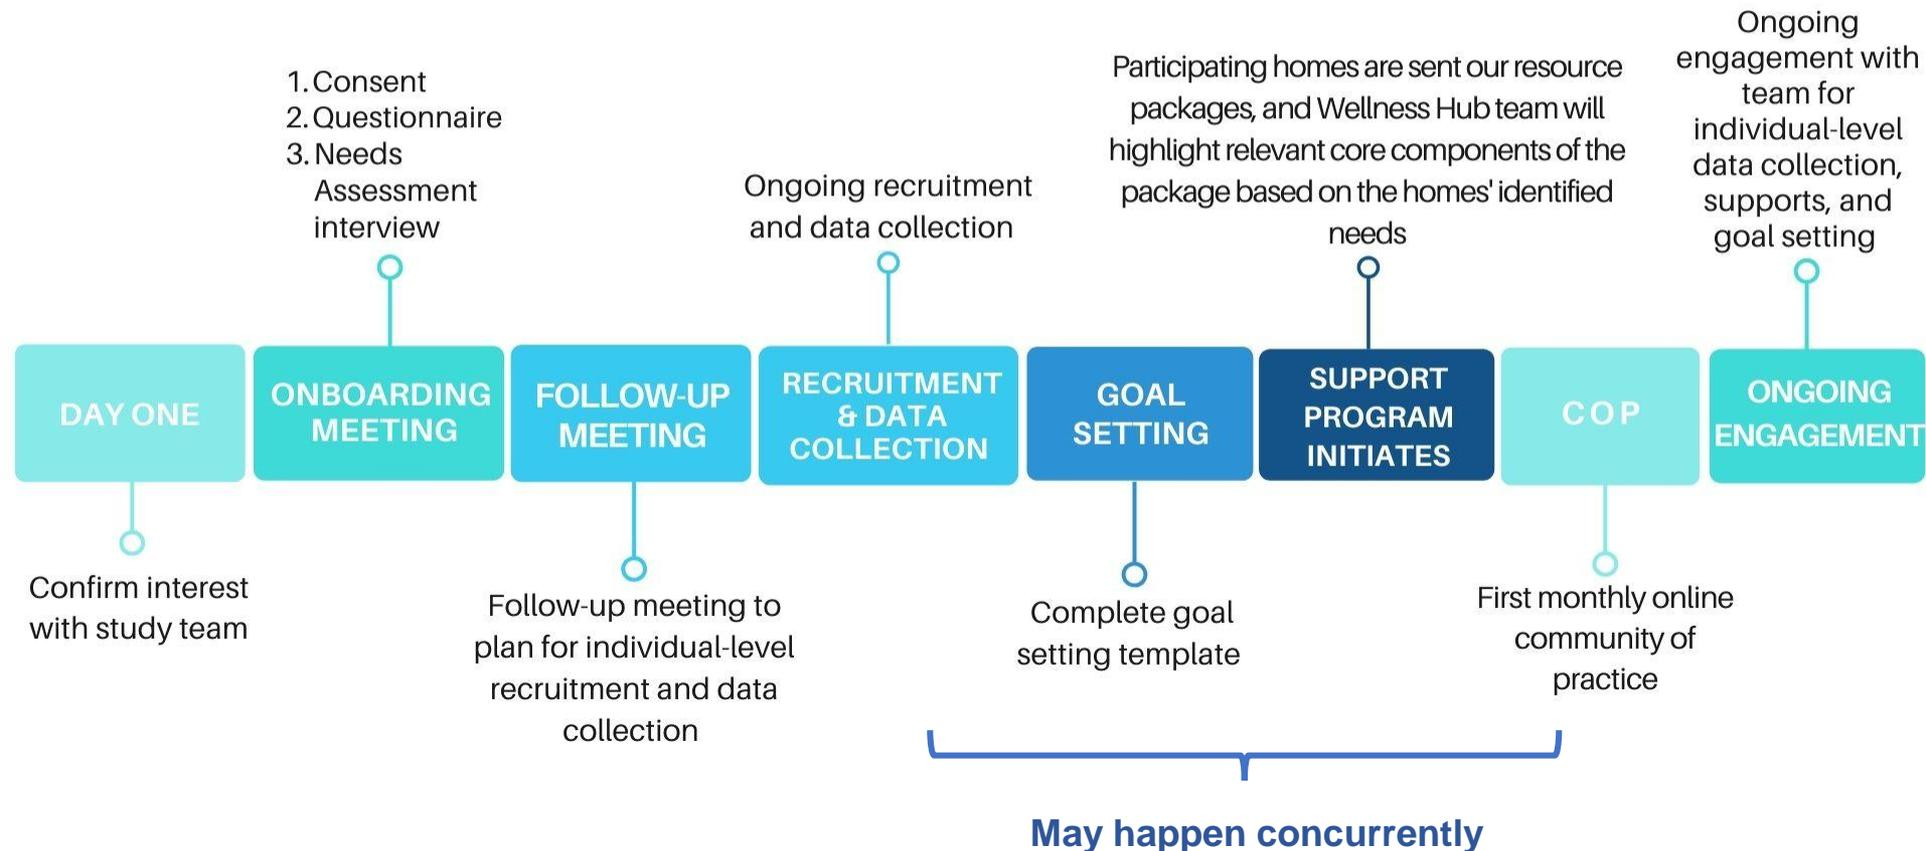 1. Consent
2. Questionnaire
3. Needs
Assessment
interview
Ongoing recruitment
and data collection
Participating homes are sent our resource
packages, and Wellness Hub team will
highlight relevant core components of the
package based on the homes' identified
needs
Ongoing
engagement with
team for
individual-level
data collection,
supports, and
goal setting
DAY ONE
ONBOARDING
MEETING
FOLLOW-UP
MEETING
RECRUITMENT
& DATA
COLLECTION
GOAL
SETTING
SUPPORT
PROGRAM
INITIATES
COP
ONGOING
ENGAGEMENT
Confirm interest
with study team
Follow-up meeting to
plan for individual-level
recruitment and data
collection
Complete goal
setting template
First monthly online
community of
practice
May happen concurrently